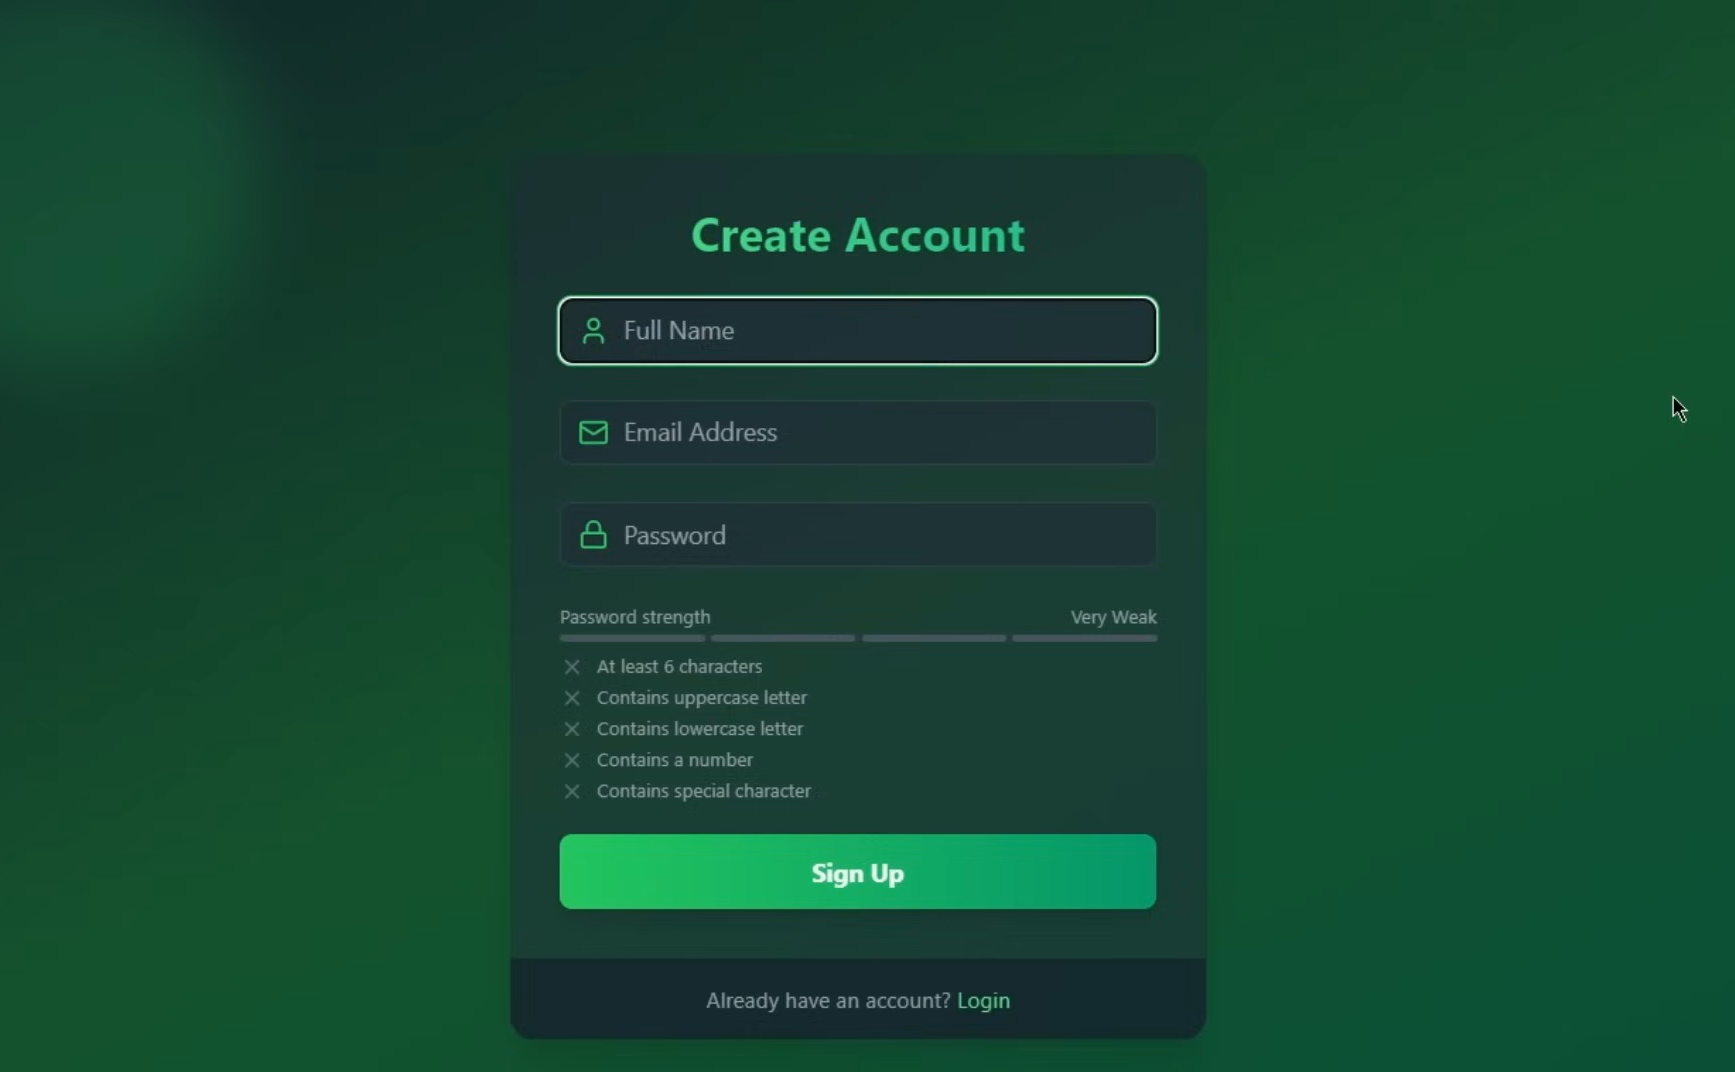 Create Account
Full Name
Email Address
Password
Password strength Very Weak
At least 6 characters
Contains uppercase letter
Contains lowercase letter
Contains a number
Contains special character
Sign Up
Already have an account? Login